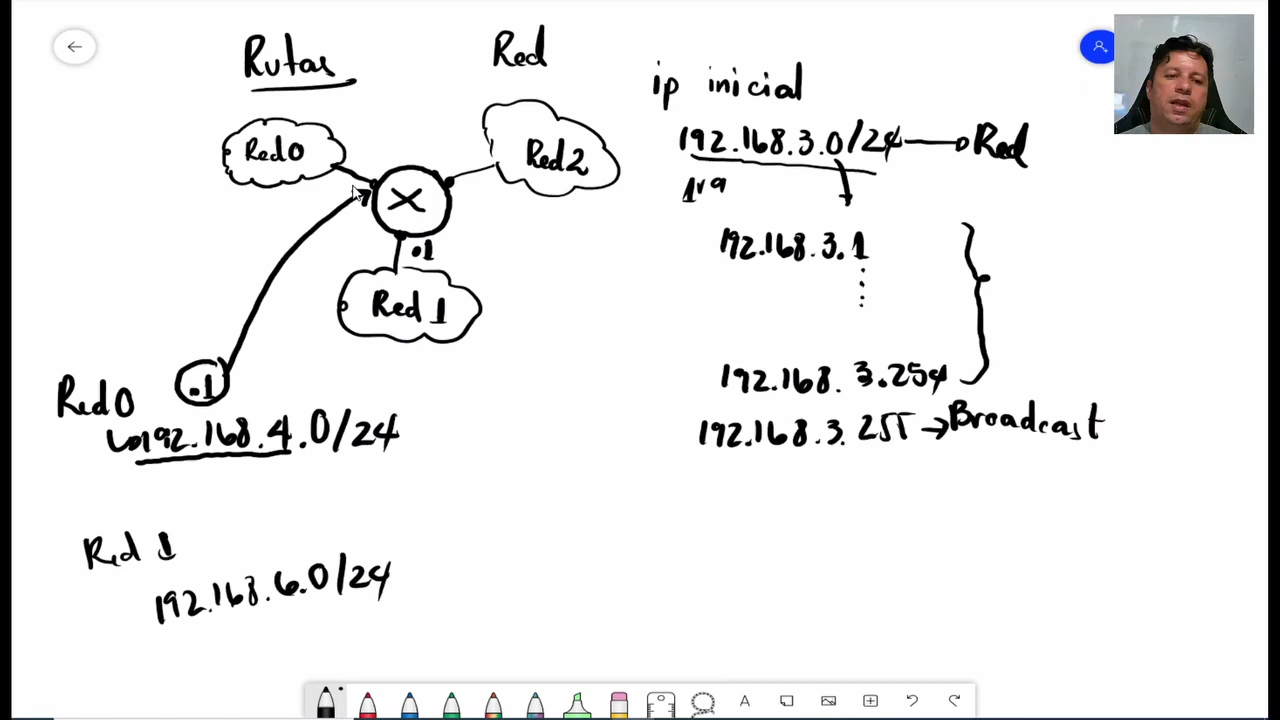 Rutas
Red
Red0
Red2
.1
Red 1
.1
Red0
192.168.4.0/24
Red 1
192.168.6.0/24
ip inicial
192.168.3.0/24 Red
1ra
192.168.3.1
192.168.3.254
192.168.3.255 → Broadcast
A